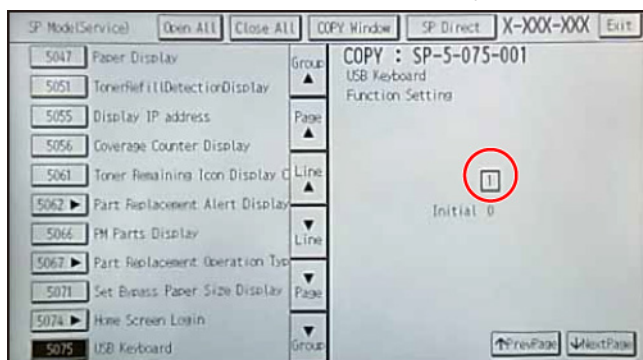 SP Mode(Service) Open All Close All COPY Window SP Direct X-XXX-XXX Exit
5047 Paper Display
5051 TonerRefillDetectionDisplay
5055 Display IP address
5056 Coverage Counter Display
5061 Toner Remaining Icon Display C
5062 ▶ Part Replacement Alert Display
5066 PM Parts Display
5067 ▶ Part Replacement Operation Typ
5071 Set Bypass Paper Size Display
5074 ▶ Home Screen Login
5075 USB Keyboard
Group ▲
Page ▲
Line ▲
▼ Line
▼ Page
▼ Group
COPY : SP-5-075-001
USB Keyboard
Function Setting
1
Initial 0
↑PrevPage ↓NextPage